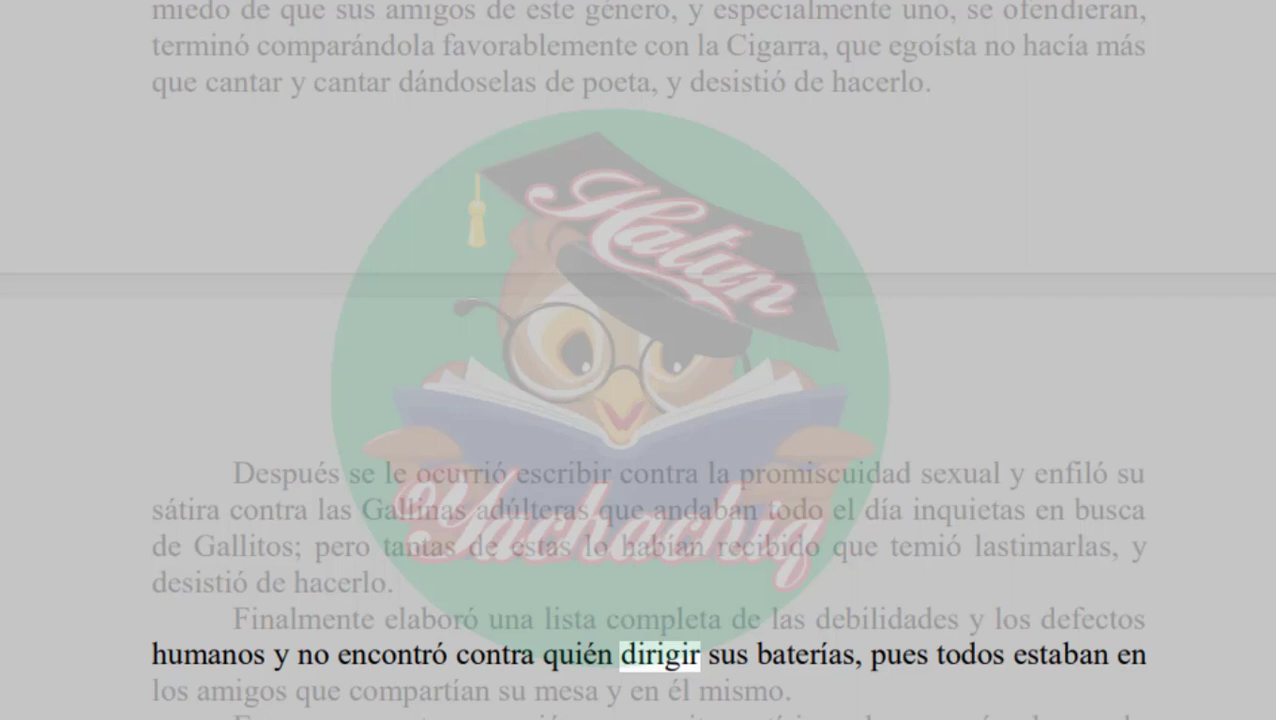 miedo de que sus amigos de este género, y especialmente uno, se ofendieran,
terminó comparándola favorablemente con la Cigarra, que egoísta no hacía más
que cantar y cantar dándoselas de poeta, y desistió de hacerlo.
Hatun
Después se le ocurrió escribir contra la promiscuidad sexual y enfiló su
sátira contra las Gallinas adúlteras que andaban todo el día inquietas en busca
Yachachiq
de Gallitos; pero tantas de estas lo habían recibido que temió lastimarlas, y
desistió de hacerlo.
Finalmente elaboró una lista completa de las debilidades y los defectos
humanos y no encontró contra quién dirigir sus baterías, pues todos estaban en
los amigos que compartían su mesa y en él mismo.